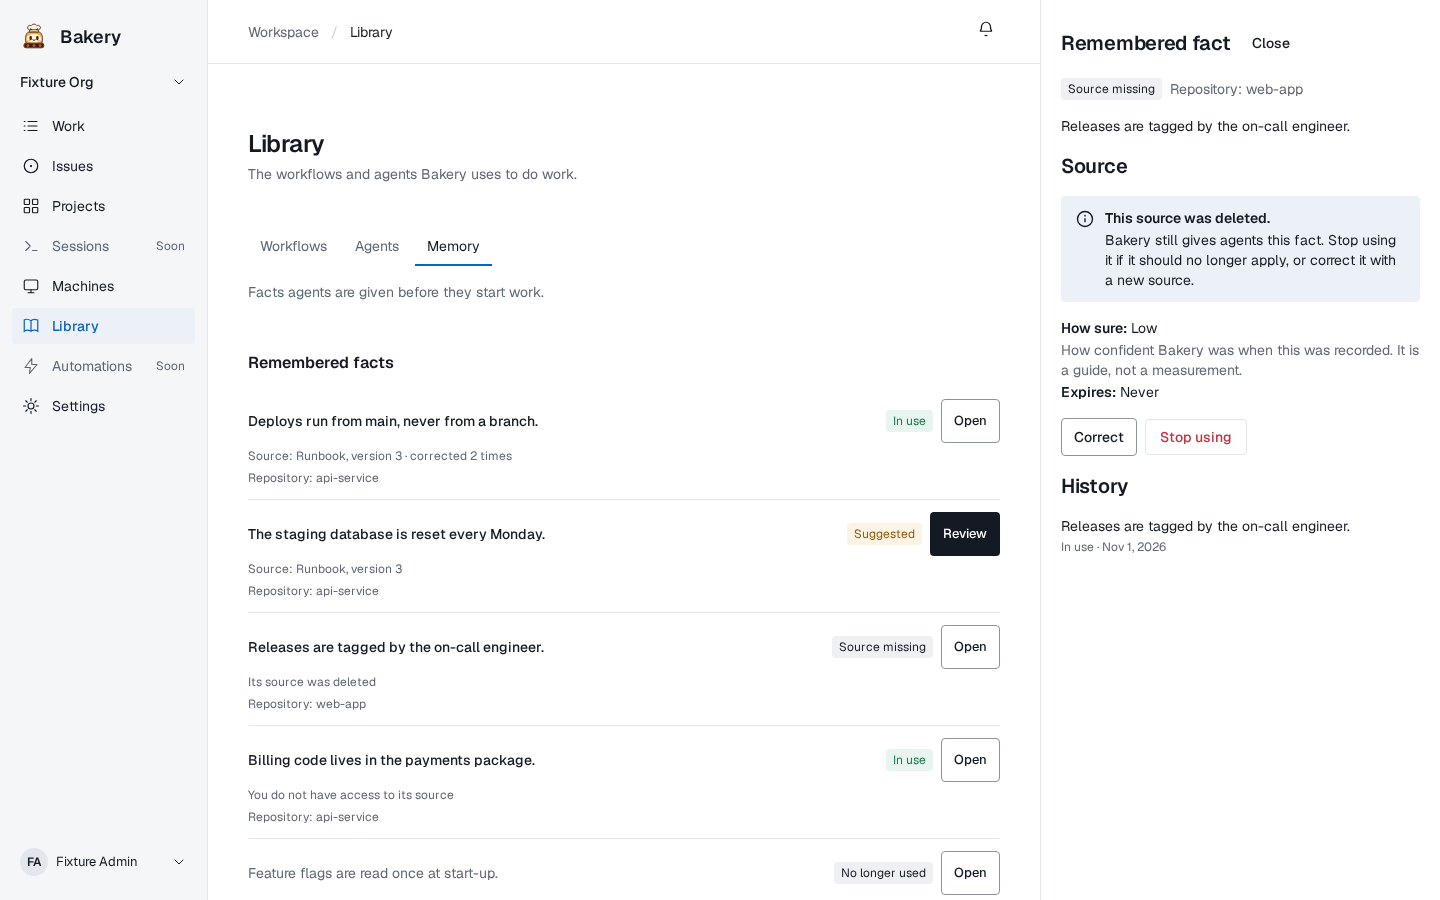 Bakery
Fixture Org
Work
Issues
Projects
Sessions Soon
Machines
Library
Automations Soon
Settings
FA Fixture Admin
Workspace / Library
Library
The workflows and agents Bakery uses to do work.
Workflows Agents Memory
Facts agents are given before they start work.
Remembered facts
Deploys run from main, never from a branch. In use Open
Source: Runbook, version 3 · corrected 2 times
Repository: api-service
The staging database is reset every Monday. Suggested Review
Source: Runbook, version 3
Repository: api-service
Releases are tagged by the on-call engineer. Source missing Open
Its source was deleted
Repository: web-app
Billing code lives in the payments package. In use Open
You do not have access to its source
Repository: api-service
Feature flags are read once at start-up. No longer used Open
Remembered fact Close
Source missing Repository: web-app
Releases are tagged by the on-call engineer.
Source
This source was deleted.
Bakery still gives agents this fact. Stop using
it if it should no longer apply, or correct it with
a new source.
How sure: Low
How confident Bakery was when this was recorded. It is
a guide, not a measurement.
Expires: Never
Correct Stop using
History
Releases are tagged by the on-call engineer.
In use · Nov 1, 2026